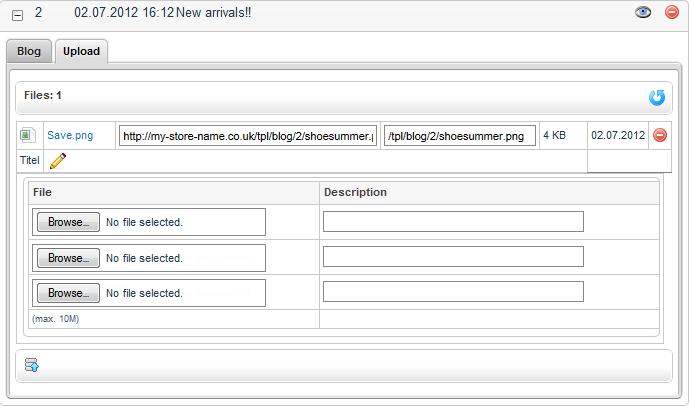 2 02.07.2012 16:12 New arrivals!!
Blog Upload
Files: 1
Save.png http://my-store-name.co.uk/tpl/blog/2/shoesummer.p /tpl/blog/2/shoesummer.png 4 KB 02.07.2012
Titel
File Description
Browse... No file selected.
Browse... No file selected.
Browse... No file selected.
(max. 10M)